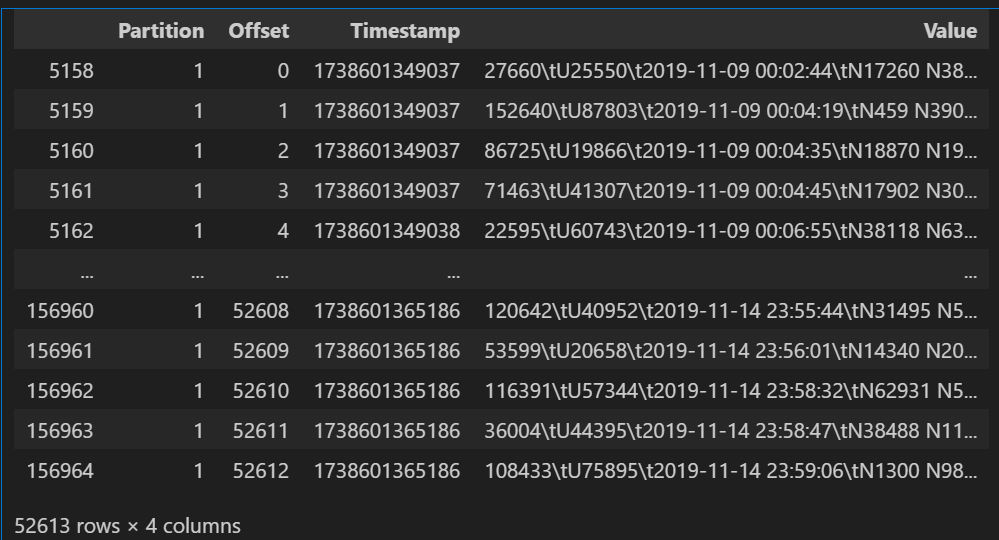 Partition Offset Timestamp Value
5158 1 0 1738601349037 27660\tU25550\t2019-11-09 00:02:44\tN17260 N38...
5159 1 1 1738601349037 152640\tU87803\t2019-11-09 00:04:19\tN459 N390...
5160 1 2 1738601349037 86725\tU19866\t2019-11-09 00:04:35\tN18870 N19...
5161 1 3 1738601349037 71463\tU41307\t2019-11-09 00:04:45\tN17902 N30...
5162 1 4 1738601349038 22595\tU60743\t2019-11-09 00:06:55\tN38118 N63...
... ... ... ... ...
156960 1 52608 1738601365186 120642\tU40952\t2019-11-14 23:55:44\tN31495 N5...
156961 1 52609 1738601365186 53599\tU20658\t2019-11-14 23:56:01\tN14340 N20...
156962 1 52610 1738601365186 116391\tU57344\t2019-11-14 23:58:32\tN62931 N5...
156963 1 52611 1738601365186 36004\tU44395\t2019-11-14 23:58:47\tN38488 N11...
156964 1 52612 1738601365186 108433\tU75895\t2019-11-14 23:59:06\tN1300 N98...
52613 rows × 4 columns